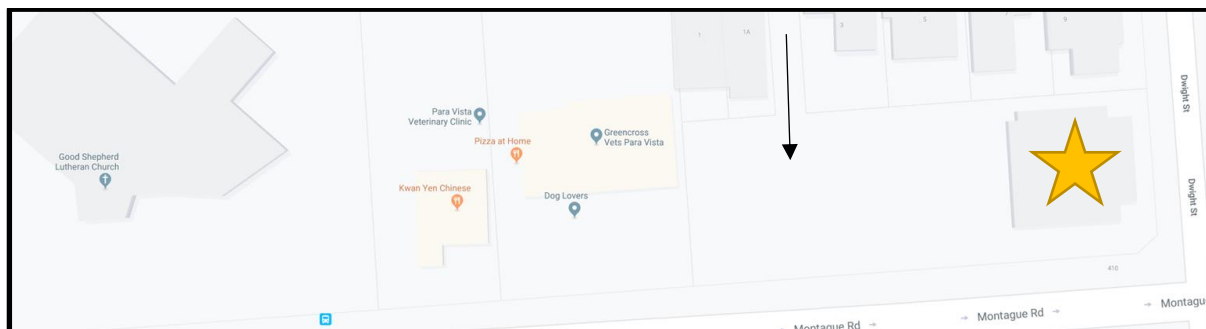 1
1A
3
5
9
Para Vista
Veterinary Clinic
Pizza at Home
Greencross
Vets Para Vista
Good Shepherd
Lutheran Church
Kwan Yen Chinese
Dog Lovers
Dwight St
Dwight St
410
Montague Rd
Montague Rd
Montagu